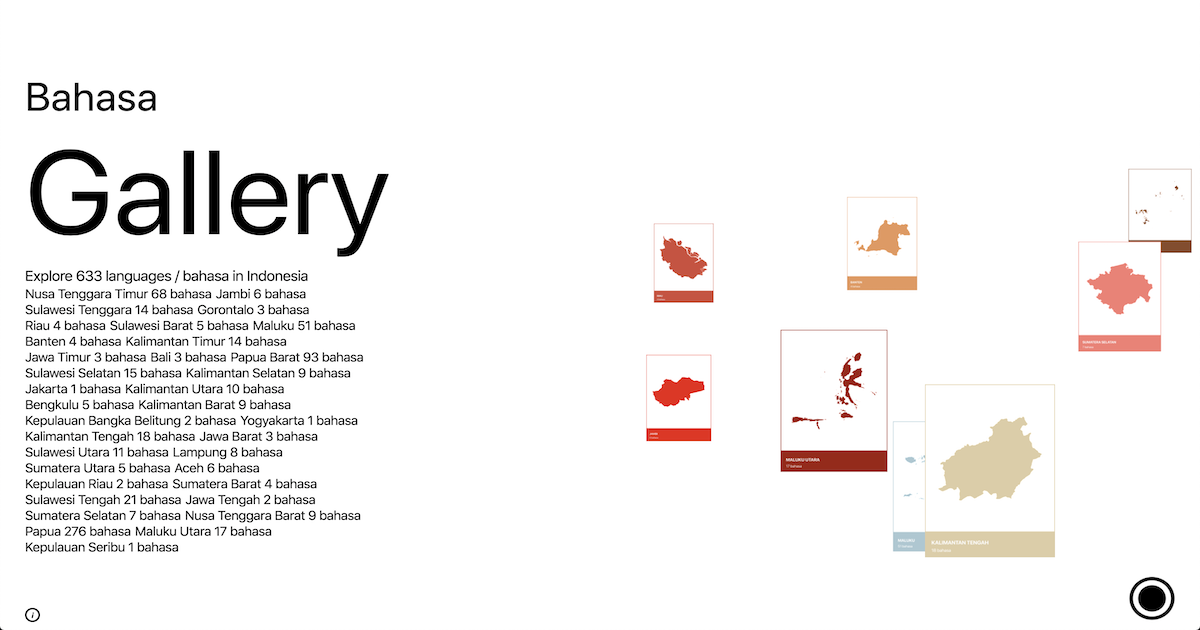 Bahasa
Gallery
Explore 633 languages / bahasa in Indonesia
Nusa Tenggara Timur 68 bahasa Jambi 6 bahasa
Sulawesi Tenggara 14 bahasa Gorontalo 3 bahasa
Riau 4 bahasa Sulawesi Barat 5 bahasa Maluku 51 bahasa
Banten 4 bahasa Kalimantan Timur 14 bahasa
Jawa Timur 3 bahasa Bali 3 bahasa Papua Barat 93 bahasa
Sulawesi Selatan 15 bahasa Kalimantan Selatan 9 bahasa
Jakarta 1 bahasa Kalimantan Utara 10 bahasa
Bengkulu 5 bahasa Kalimantan Barat 9 bahasa
Kepulauan Bangka Belitung 2 bahasa Yogyakarta 1 bahasa
Kalimantan Tengah 18 bahasa Jawa Barat 3 bahasa
Sulawesi Utara 11 bahasa Lampung 8 bahasa
Sumatera Utara 5 bahasa Aceh 6 bahasa
Kepulauan Riau 2 bahasa Sumatera Barat 4 bahasa
Sulawesi Tengah 21 bahasa Jawa Tengah 2 bahasa
Sumatera Selatan 7 bahasa Nusa Tenggara Barat 9 bahasa
Papua 276 bahasa Maluku Utara 17 bahasa
Kepulauan Seribu 1 bahasa
i
SUMATERA SELATAN
MALUKU UTARA
17 bahasa
MALUKU
KALIMANTAN TENGAH
18 bahasa